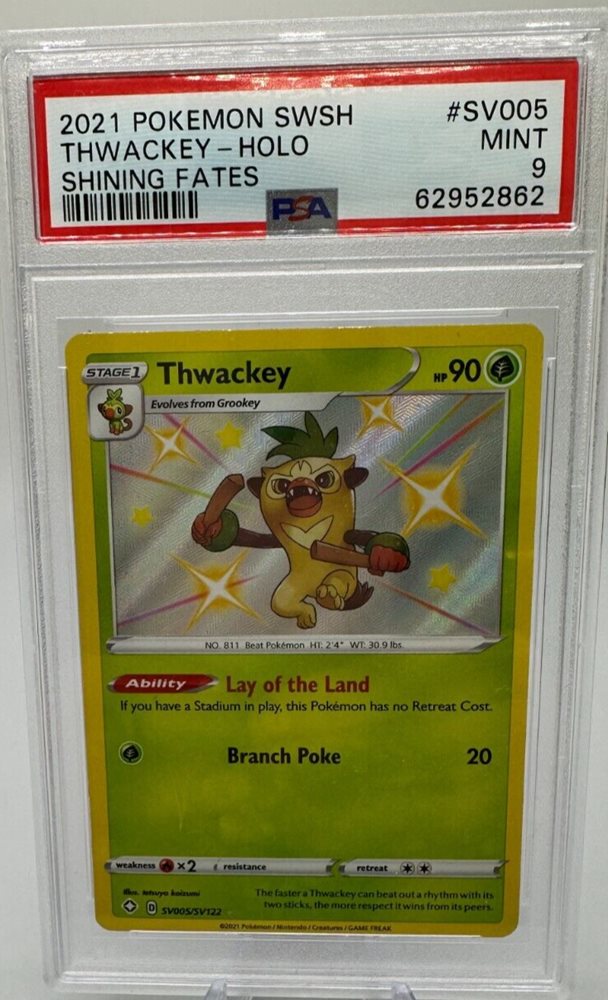 2021 POKEMON SWSH #SV005
THWACKEY – HOLO MINT
SHINING FATES 9
PSA 62952862
STAGE 1 Thwackey HP 90
Evolves from Grookey
NO. 811 Beat Pokémon HT: 2'4" WT: 30.9 lbs.
Ability Lay of the Land
If you have a Stadium in play, this Pokémon has no Retreat Cost.
Branch Poke 20
weakness ×2 resistance retreat
Illus. tetsuya koizumi
The faster a Thwackey can beat out a rhythm with its
two sticks, the more respect it wins from its peers.
D SV005/SV122
©2021 Pokémon / Nintendo / Creatures / GAME FREAK